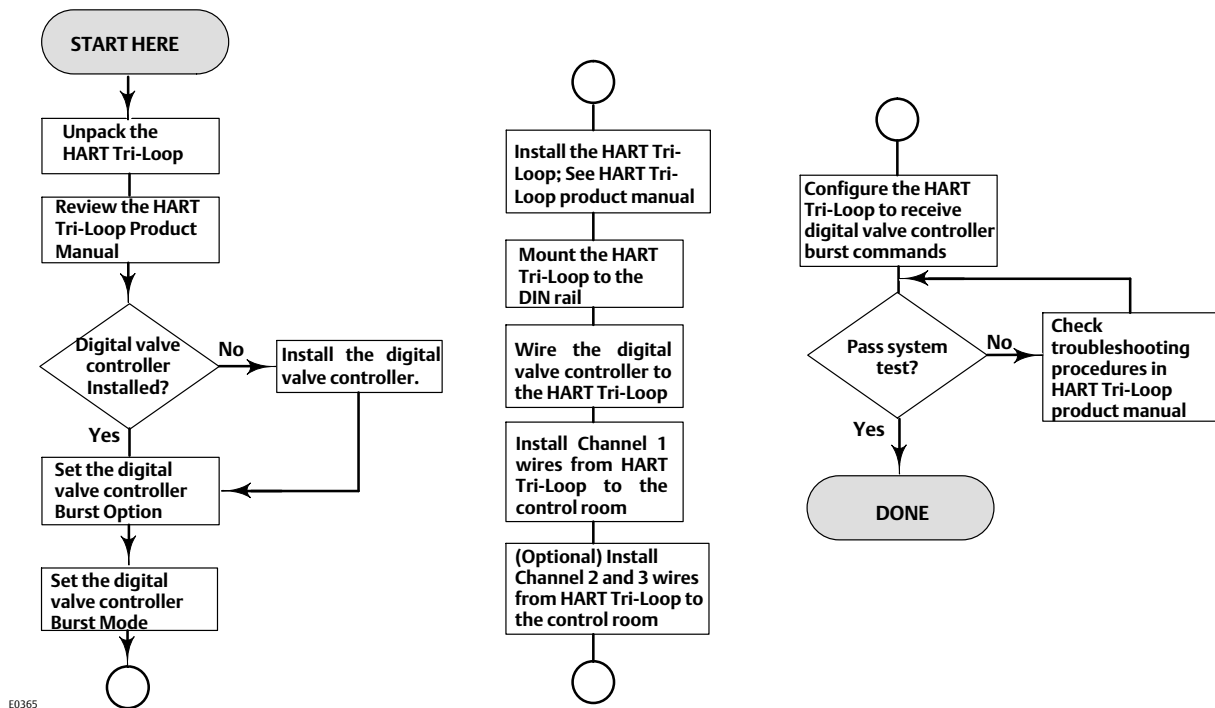 START HERE
Unpack the
HART Tri-Loop
Review the HART
Tri-Loop Product
Manual
Digital valve
controller
Installed?
No
Install the digital
valve controller.
Yes
Set the digital
valve controller
Burst Option
Set the digital
valve controller
Burst Mode
Install the HART Tri-
Loop; See HART Tri-
Loop product manual
Mount the HART
Tri-Loop to the
DIN rail
Wire the digital
valve controller to
the HART Tri-Loop
Install Channel 1
wires from HART
Tri-Loop to the
control room
(Optional) Install
Channel 2 and 3 wires
from HART Tri-Loop to
the control room
Configure the HART
Tri-Loop to receive
digital valve controller
burst commands
Pass system
test?
No
Check
troubleshooting
procedures in
HART Tri-Loop
product manual
Yes
DONE
E0365